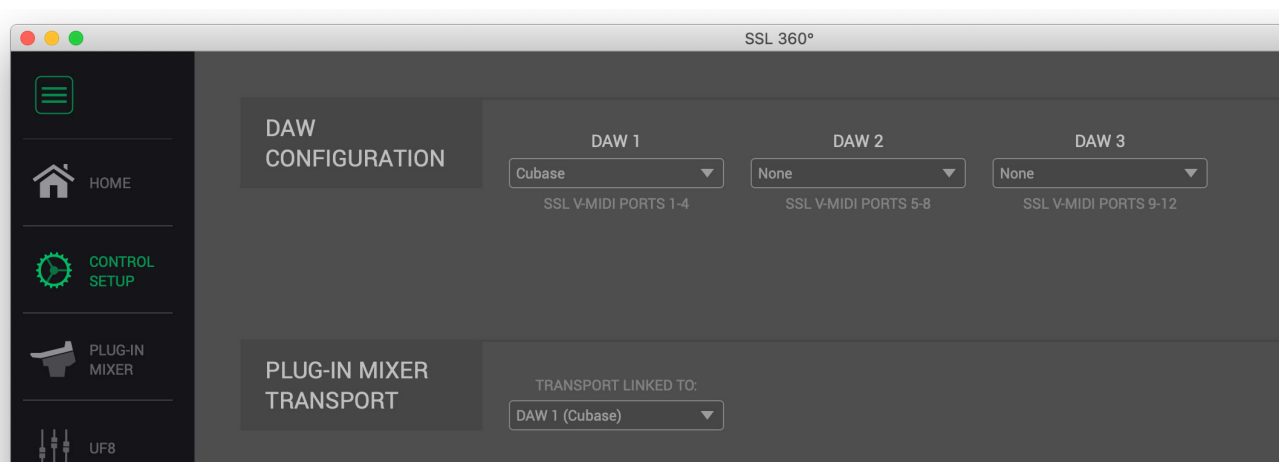 SSL 360°
HOME
CONTROL
SETUP
PLUG-IN
MIXER
UF8
DAW
CONFIGURATION
DAW 1
DAW 2
DAW 3
Cubase
None
None
SSL V-MIDI PORTS 1-4
SSL V-MIDI PORTS 5-8
SSL V-MIDI PORTS 9-12
PLUG-IN MIXER
TRANSPORT
TRANSPORT LINKED TO:
DAW 1 (Cubase)